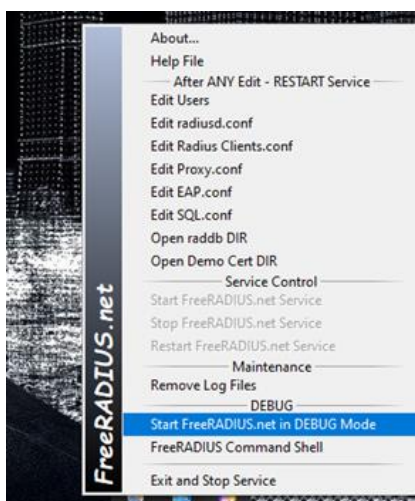 About...
Help File
After ANY Edit - RESTART Service
Edit Users
Edit radiusd.conf
Edit Radius Clients.conf
Edit Proxy.conf
Edit EAP.conf
Edit SQL.conf
Open raddb DIR
Open Demo Cert DIR
Service Control
Start FreeRADIUS.net Service
Stop FreeRADIUS.net Service
Restart FreeRADIUS.net Service
Maintenance
Remove Log Files
DEBUG
Start FreeRADIUS.net in DEBUG Mode
FreeRADIUS Command Shell
Exit and Stop Service
FreeRADIUS.net